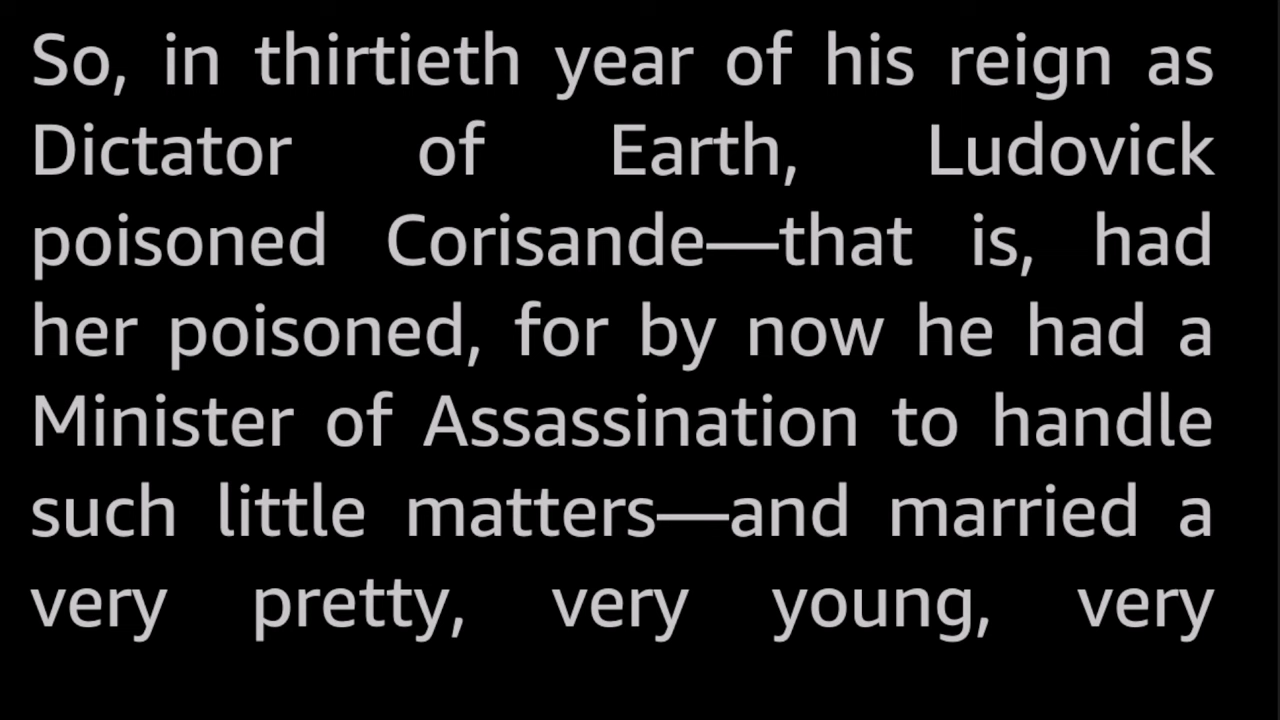 So, in thirtieth year of his reign as
Dictator of Earth, Ludovick
poisoned Corisande—that is, had
her poisoned, for by now he had a
Minister of Assassination to handle
such little matters—and married a
very pretty, very young, very